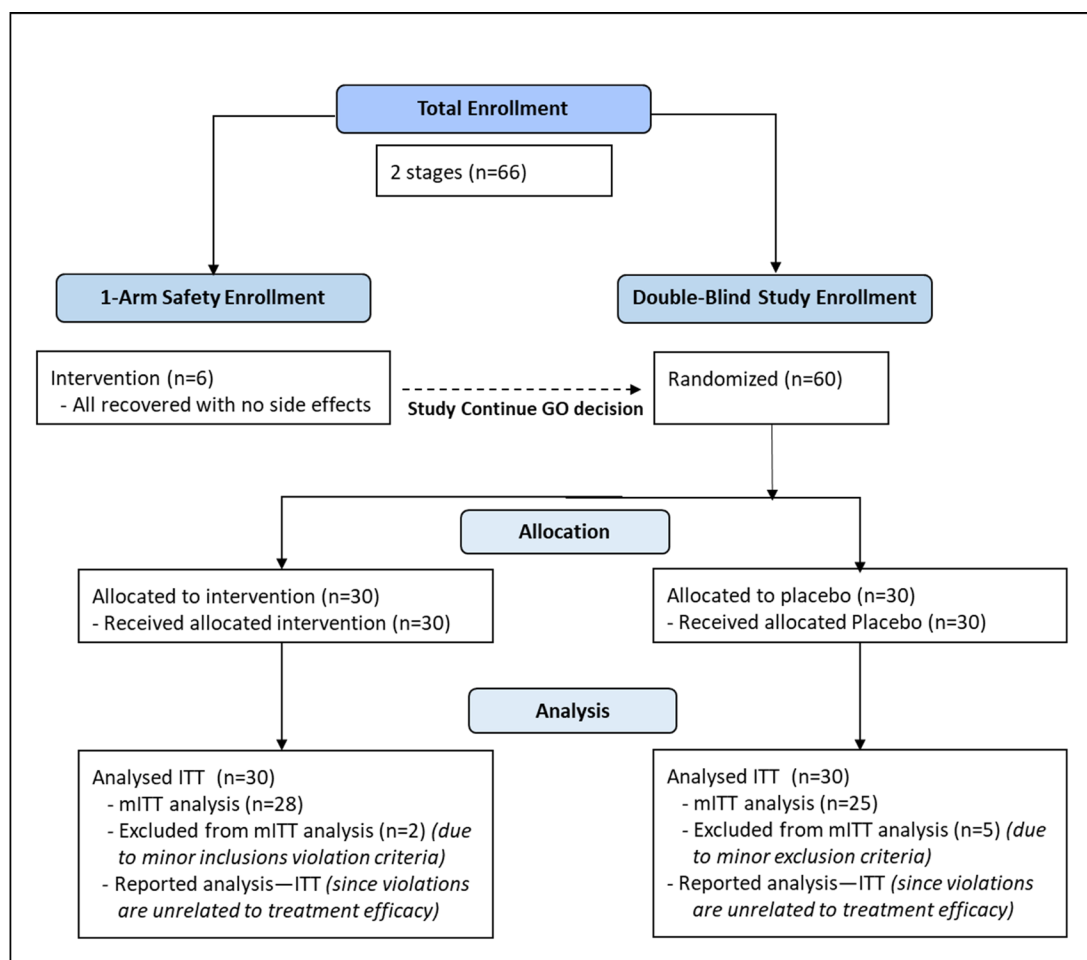 Total Enrollment
2 stages (n=66)
1-Arm Safety Enrollment
Double-Blind Study Enrollment
Intervention (n=6)
- All recovered with no side effects
Study Continue GO decision
Randomized (n=60)
Allocation
Allocated to intervention (n=30)
- Received allocated intervention (n=30)
Allocated to placebo (n=30)
- Received allocated Placebo (n=30)
Analysis
Analysed ITT (n=30)
- mITT analysis (n=28)
- Excluded from mITT analysis (n=2) (due
to minor inclusions violation criteria)
- Reported analysis—ITT (since violations
are unrelated to treatment efficacy)
Analysed ITT (n=30)
- mITT analysis (n=25)
- Excluded from mITT analysis (n=5) (due
to minor exclusion criteria)
- Reported analysis—ITT (since violations
are unrelated to treatment efficacy)